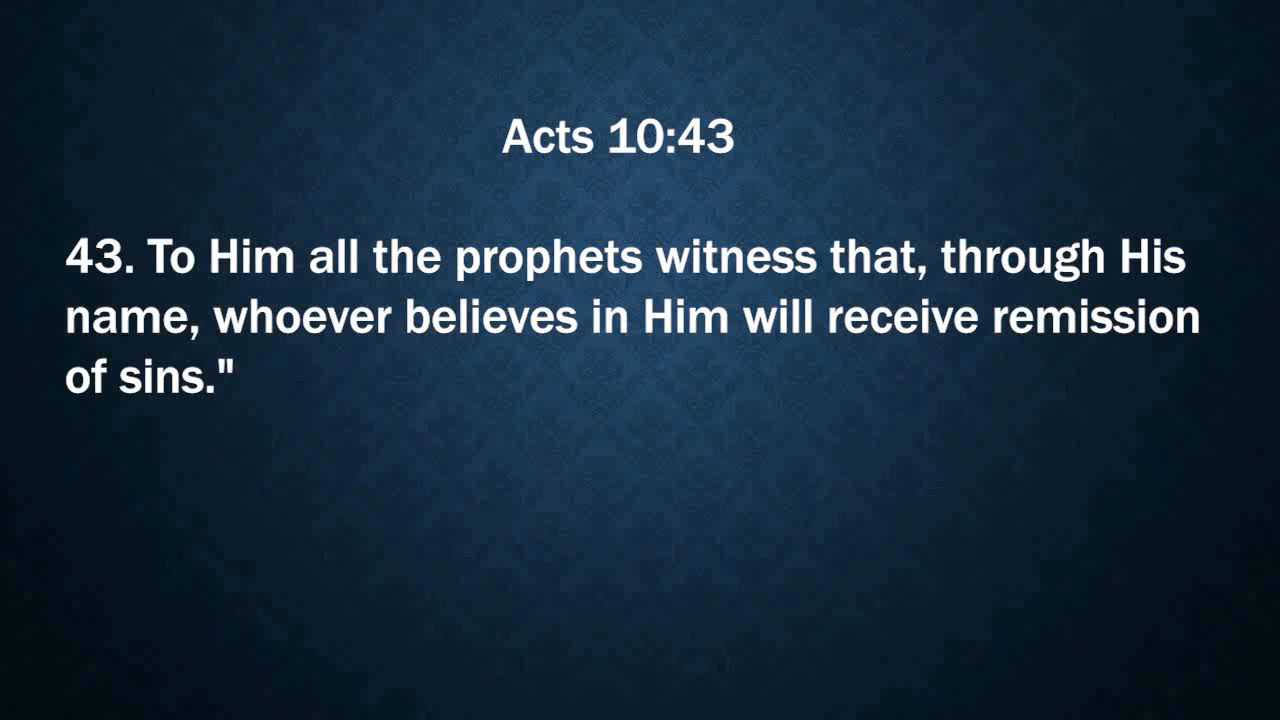 Acts 10:43
43. To Him all the prophets witness that, through His
name, whoever believes in Him will receive remission
of sins."